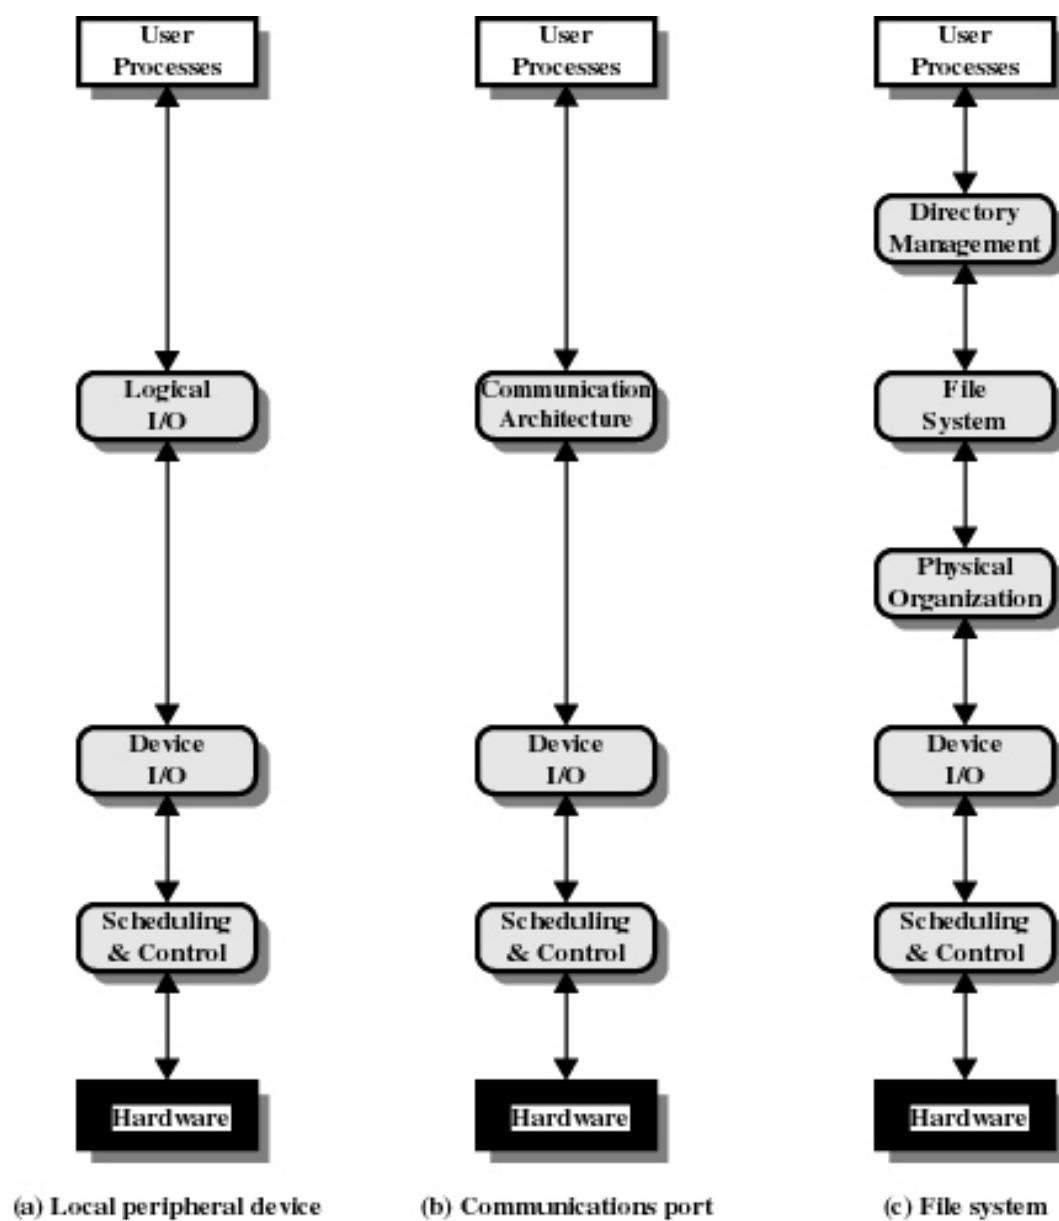 User
Processes
Logical
I/O
Device
I/O
Scheduling
& Control
Hardware
(a) Local peripheral device
User
Processes
Communication
Architecture
Device
I/O
Scheduling
& Control
Hardware
(b) Communications port
User
Processes
Directory
Management
File
System
Physical
Organization
Device
I/O
Scheduling
& Control
Hardware
(c) File system